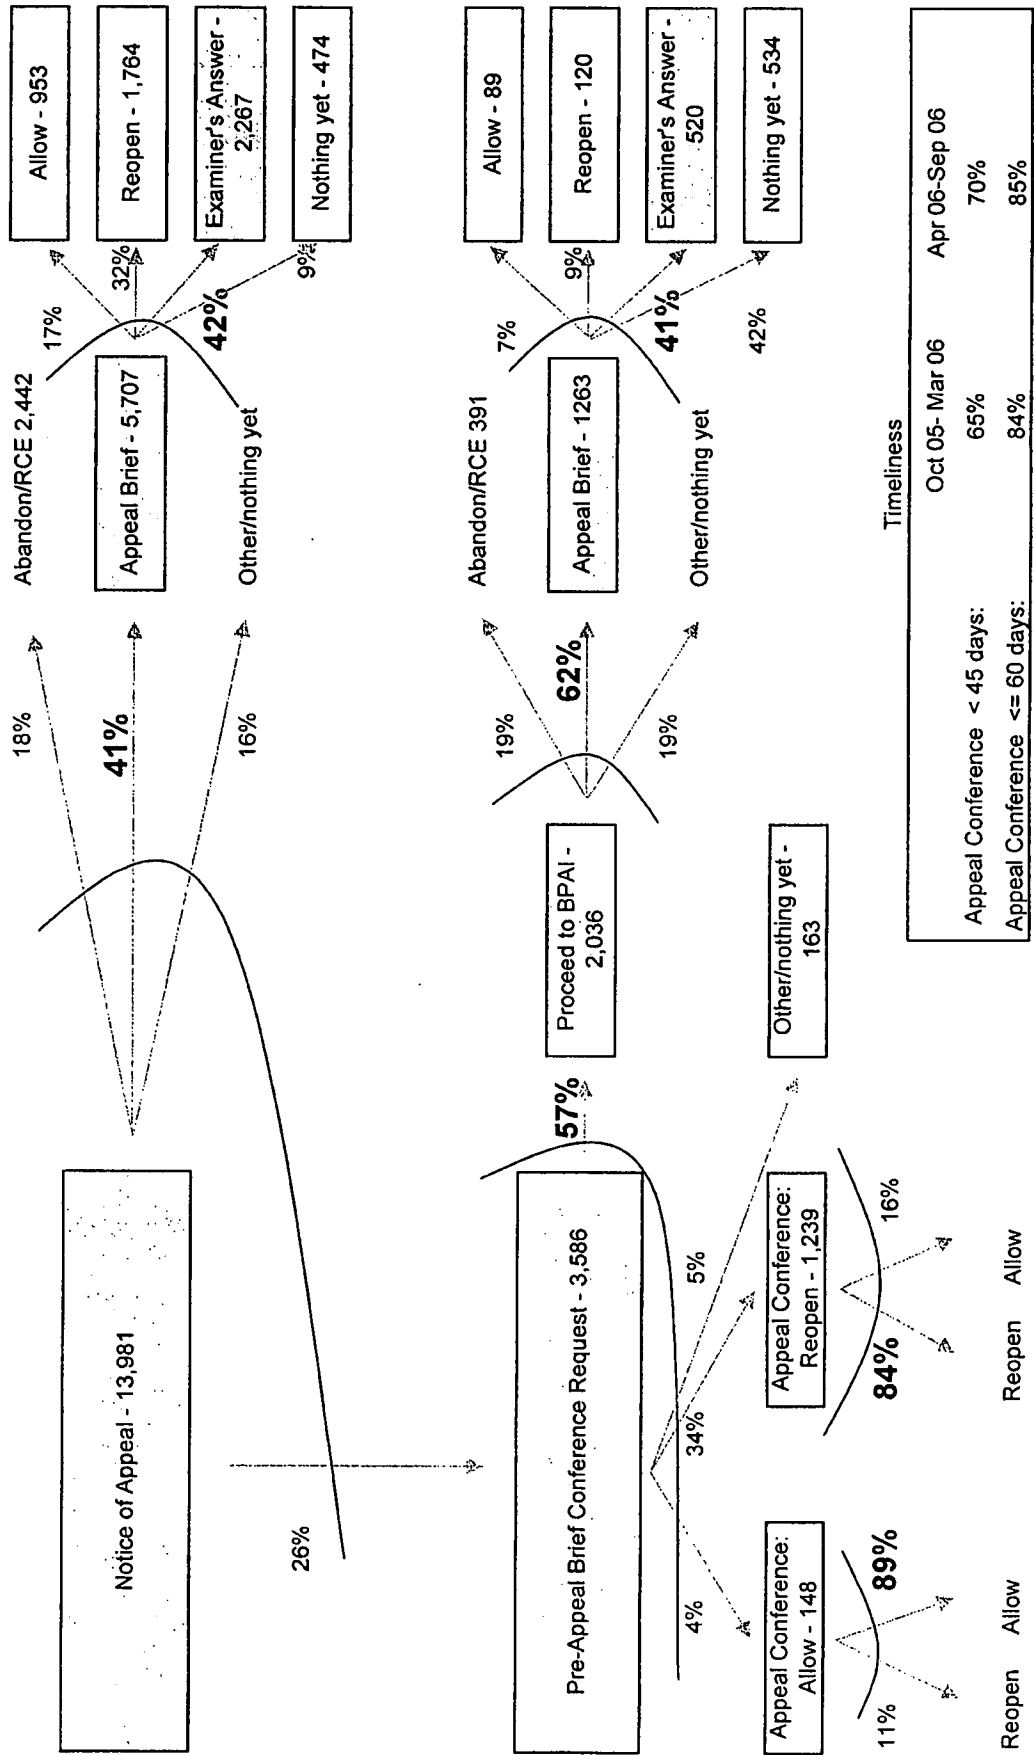 Notice of Appeal - 13,981
18%
41%
16%
26%
Abandon/RCE 2,442
Appeal Brief - 5,707
Other/nothing yet
17%
32%
42%
9%
Allow - 953
Reopen - 1,764
Examiner's Answer -
2,267
Nothing yet - 474
Pre-Appeal Brief Conference Request - 3,586
57%
Proceed to BPAI -
2,036
19%
62%
19%
Abandon/RCE 391
Appeal Brief - 1263
Other/nothing yet
7%
9%
41%
42%
Allow - 89
Reopen - 120
Examiner's Answer -
520
Nothing yet - 534
4%
34%
5%
Appeal Conference:
Allow - 148
11%
89%
Reopen
Allow
Appeal Conference:
Reopen - 1,239
84%
16%
Reopen
Allow
Other/nothing yet -
163
Timeliness
Oct 05- Mar 06 Apr 06-Sep 06
Appeal Conference < 45 days: 65% 70%
Appeal Conference <= 60 days: 84% 85%